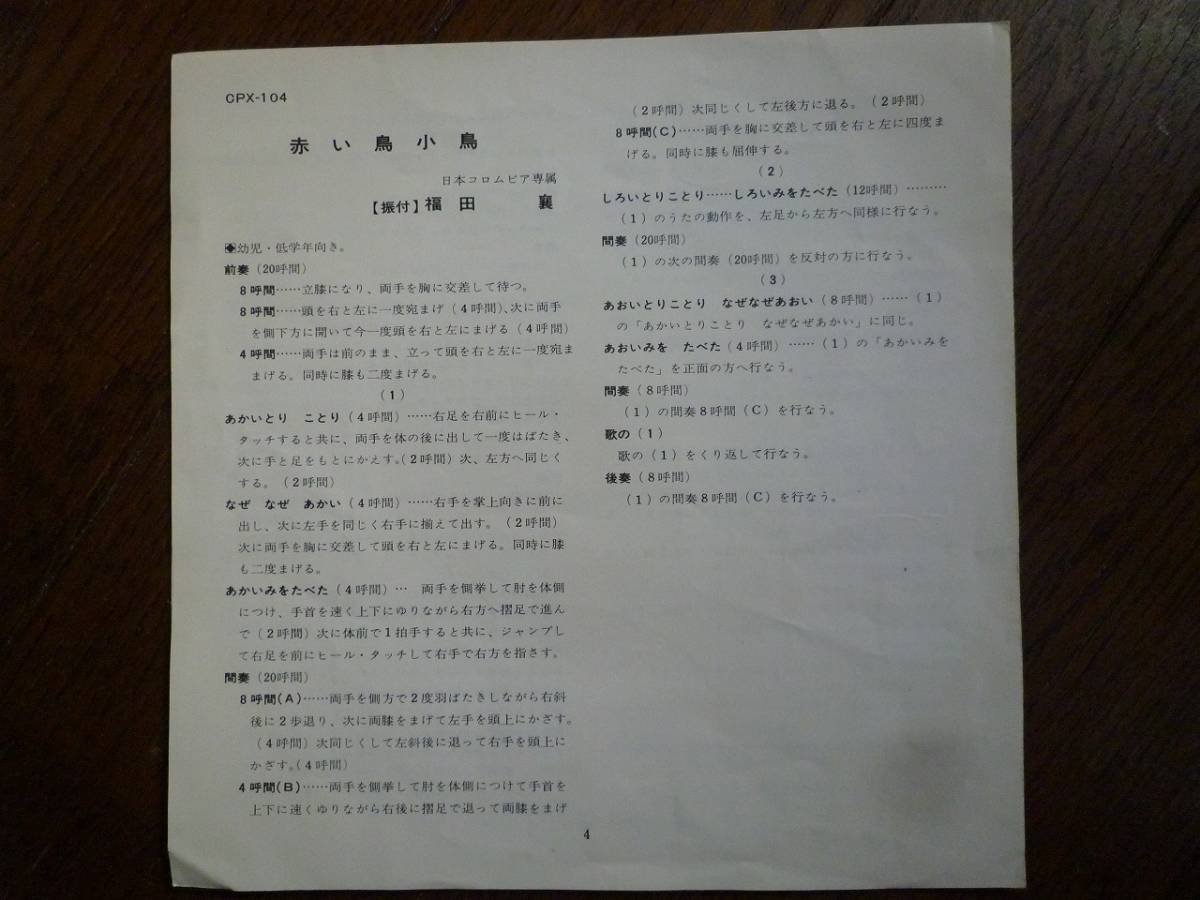 CPX-104
赤い鳥小鳥
日本コロムビア専属
【振付】福田 襄
◆幼児・低学年向き。
前奏（20呼間）
8呼間……立膝になり、両手を胸に交差して待つ。
8呼間……頭を右と左に一度宛まげ（4呼間）、次に両手
を側下方に開いて今一度頭を右と左にまげる（4呼間）
4呼間……両手は前のまま、立って頭を右と左に一度宛ま
まげる。同時に膝も二度まげる。
（1）
あかいとり ことり（4呼間）……右足を右前にヒール・
タッチすると共に、両手を体の後に出して一度はばたき、
次に手と足をもとにかえす。（2呼間）次、左方へ同じく
する。（2呼間）
なぜ なぜ あかい（4呼間）……右手を掌上向きに前に
出し、次に左手を同じく右手に揃えて出す。（2呼間）
次に両手を胸に交差して頭を右と左にまげる。同時に膝
も二度まげる。
あかいみをたべた（4呼間）… 両手を側挙して肘を体側
につけ、手首を速く上下にゆりながら右方へ摺足で進ん
で（2呼間）次に体前で1拍手すると共に、ジャンプし
て右足を前にヒール・タッチして右手で右方を指さす。
間奏（20呼間）
8呼間(A)……両手を側方で2度羽ばたきしながら右斜
後に2歩退り、次に両膝をまげて左手を頭上にかざす。
（4呼間）次同じくして左斜後に退って右手を頭上に
かざす。（4呼間）
4呼間(B)……両手を側挙して肘を体側につけて手首を
上下に速くゆりながら右後に摺足で退って両膝をまげ
（2呼間）次同じくして左後方に退る。（2呼間）
8呼間(C)……両手を胸に交差して頭を右と左に四度ま
げる。同時に膝も屈伸する。
（2）
しろいとりことり……しろいみをたべた（12呼間）………
（1）のうたの動作を、左足から左方へ同様に行なう。
間奏（20呼間）
（1）の次の間奏（20呼間）を反対の方に行なう。
（3）
あおいとりことり なぜなぜあおい（8呼間）……（1）
の「あかいとりことり なぜなぜあかい」に同じ。
あおいみを たべた（4呼間）……（1）の「あかいみを
たべた」を正面の方へ行なう。
間奏（8呼間）
（1）の間奏8呼間（C）を行なう。
歌の（1）
歌の（1）をくり返して行なう。
後奏（8呼間）
（1）の間奏8呼間（C）を行なう。
4